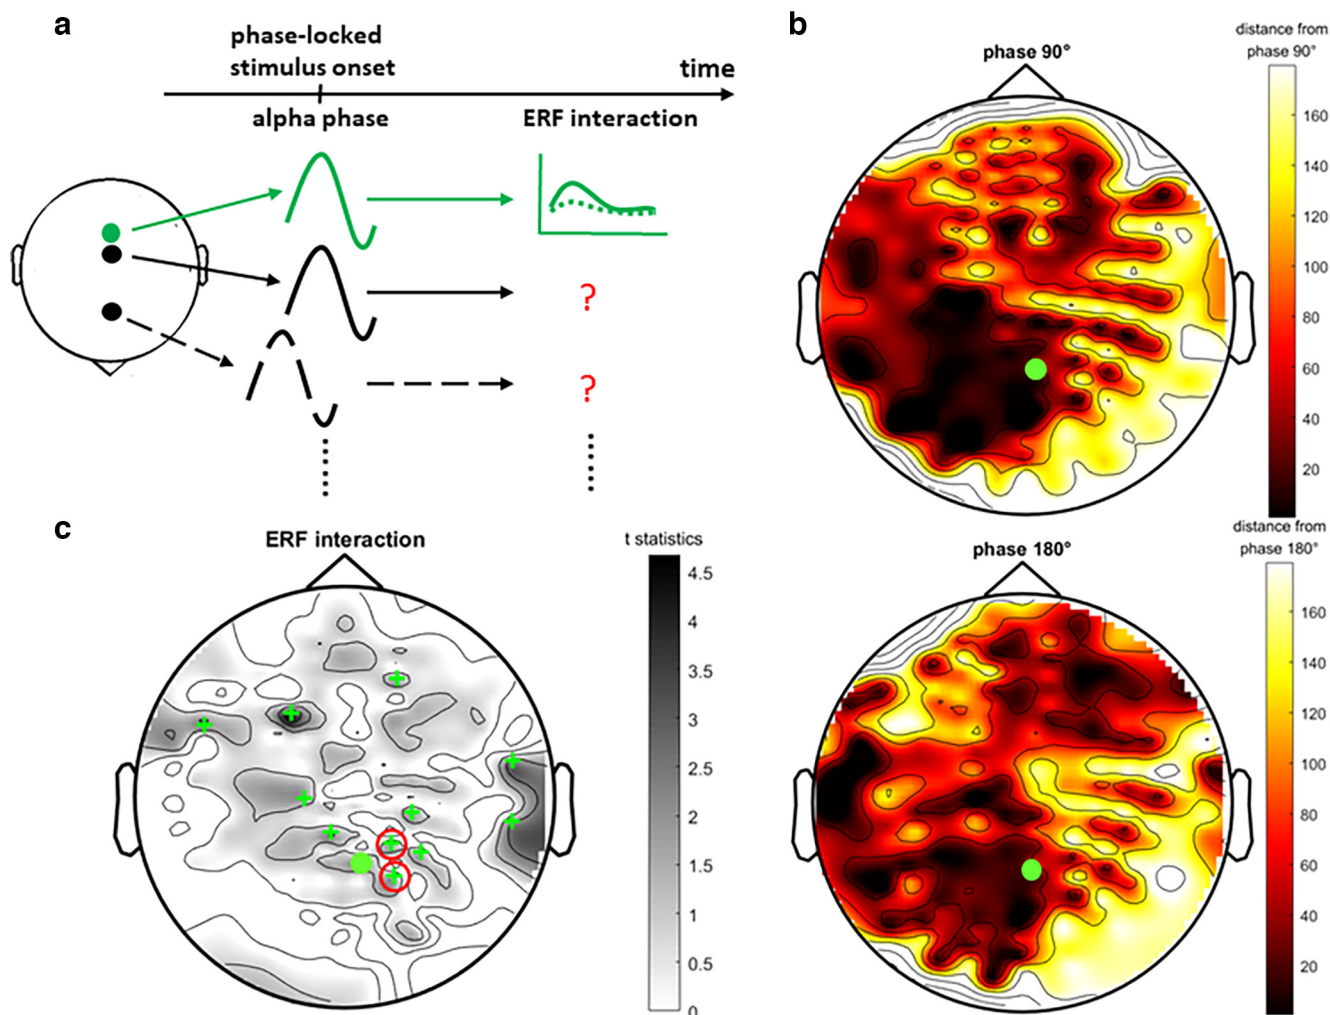 a
phase-locked
stimulus onset
time
alpha phase
ERF interaction
?
?
b
phase 90°
distance from
phase 90°
160
140
120
100
80
60
40
20
c
ERF interaction
t statistics
4.5
4
3.5
3
2.5
2
1.5
1
0.5
0
phase 180°
distance from
phase 180°
160
140
120
100
80
60
40
20